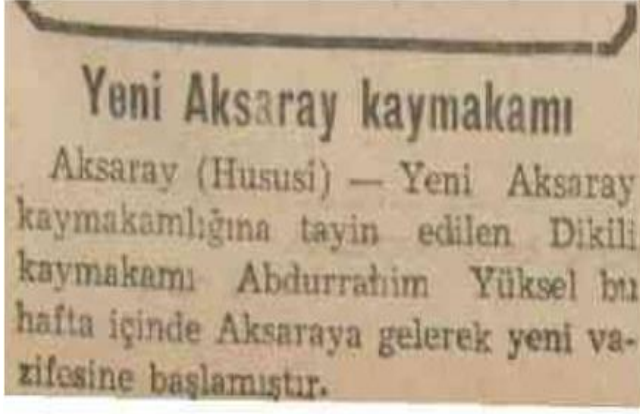 Yeni Aksaray kaymakamı
Aksaray (Hususi) — Yeni Aksaray
kaymakamlığına tayin edilen Dikili
kaymakamı Abdurrahim Yüksel bu
hafta içinde Aksaraya gelerek yeni va-
zifesine başlamıştır.